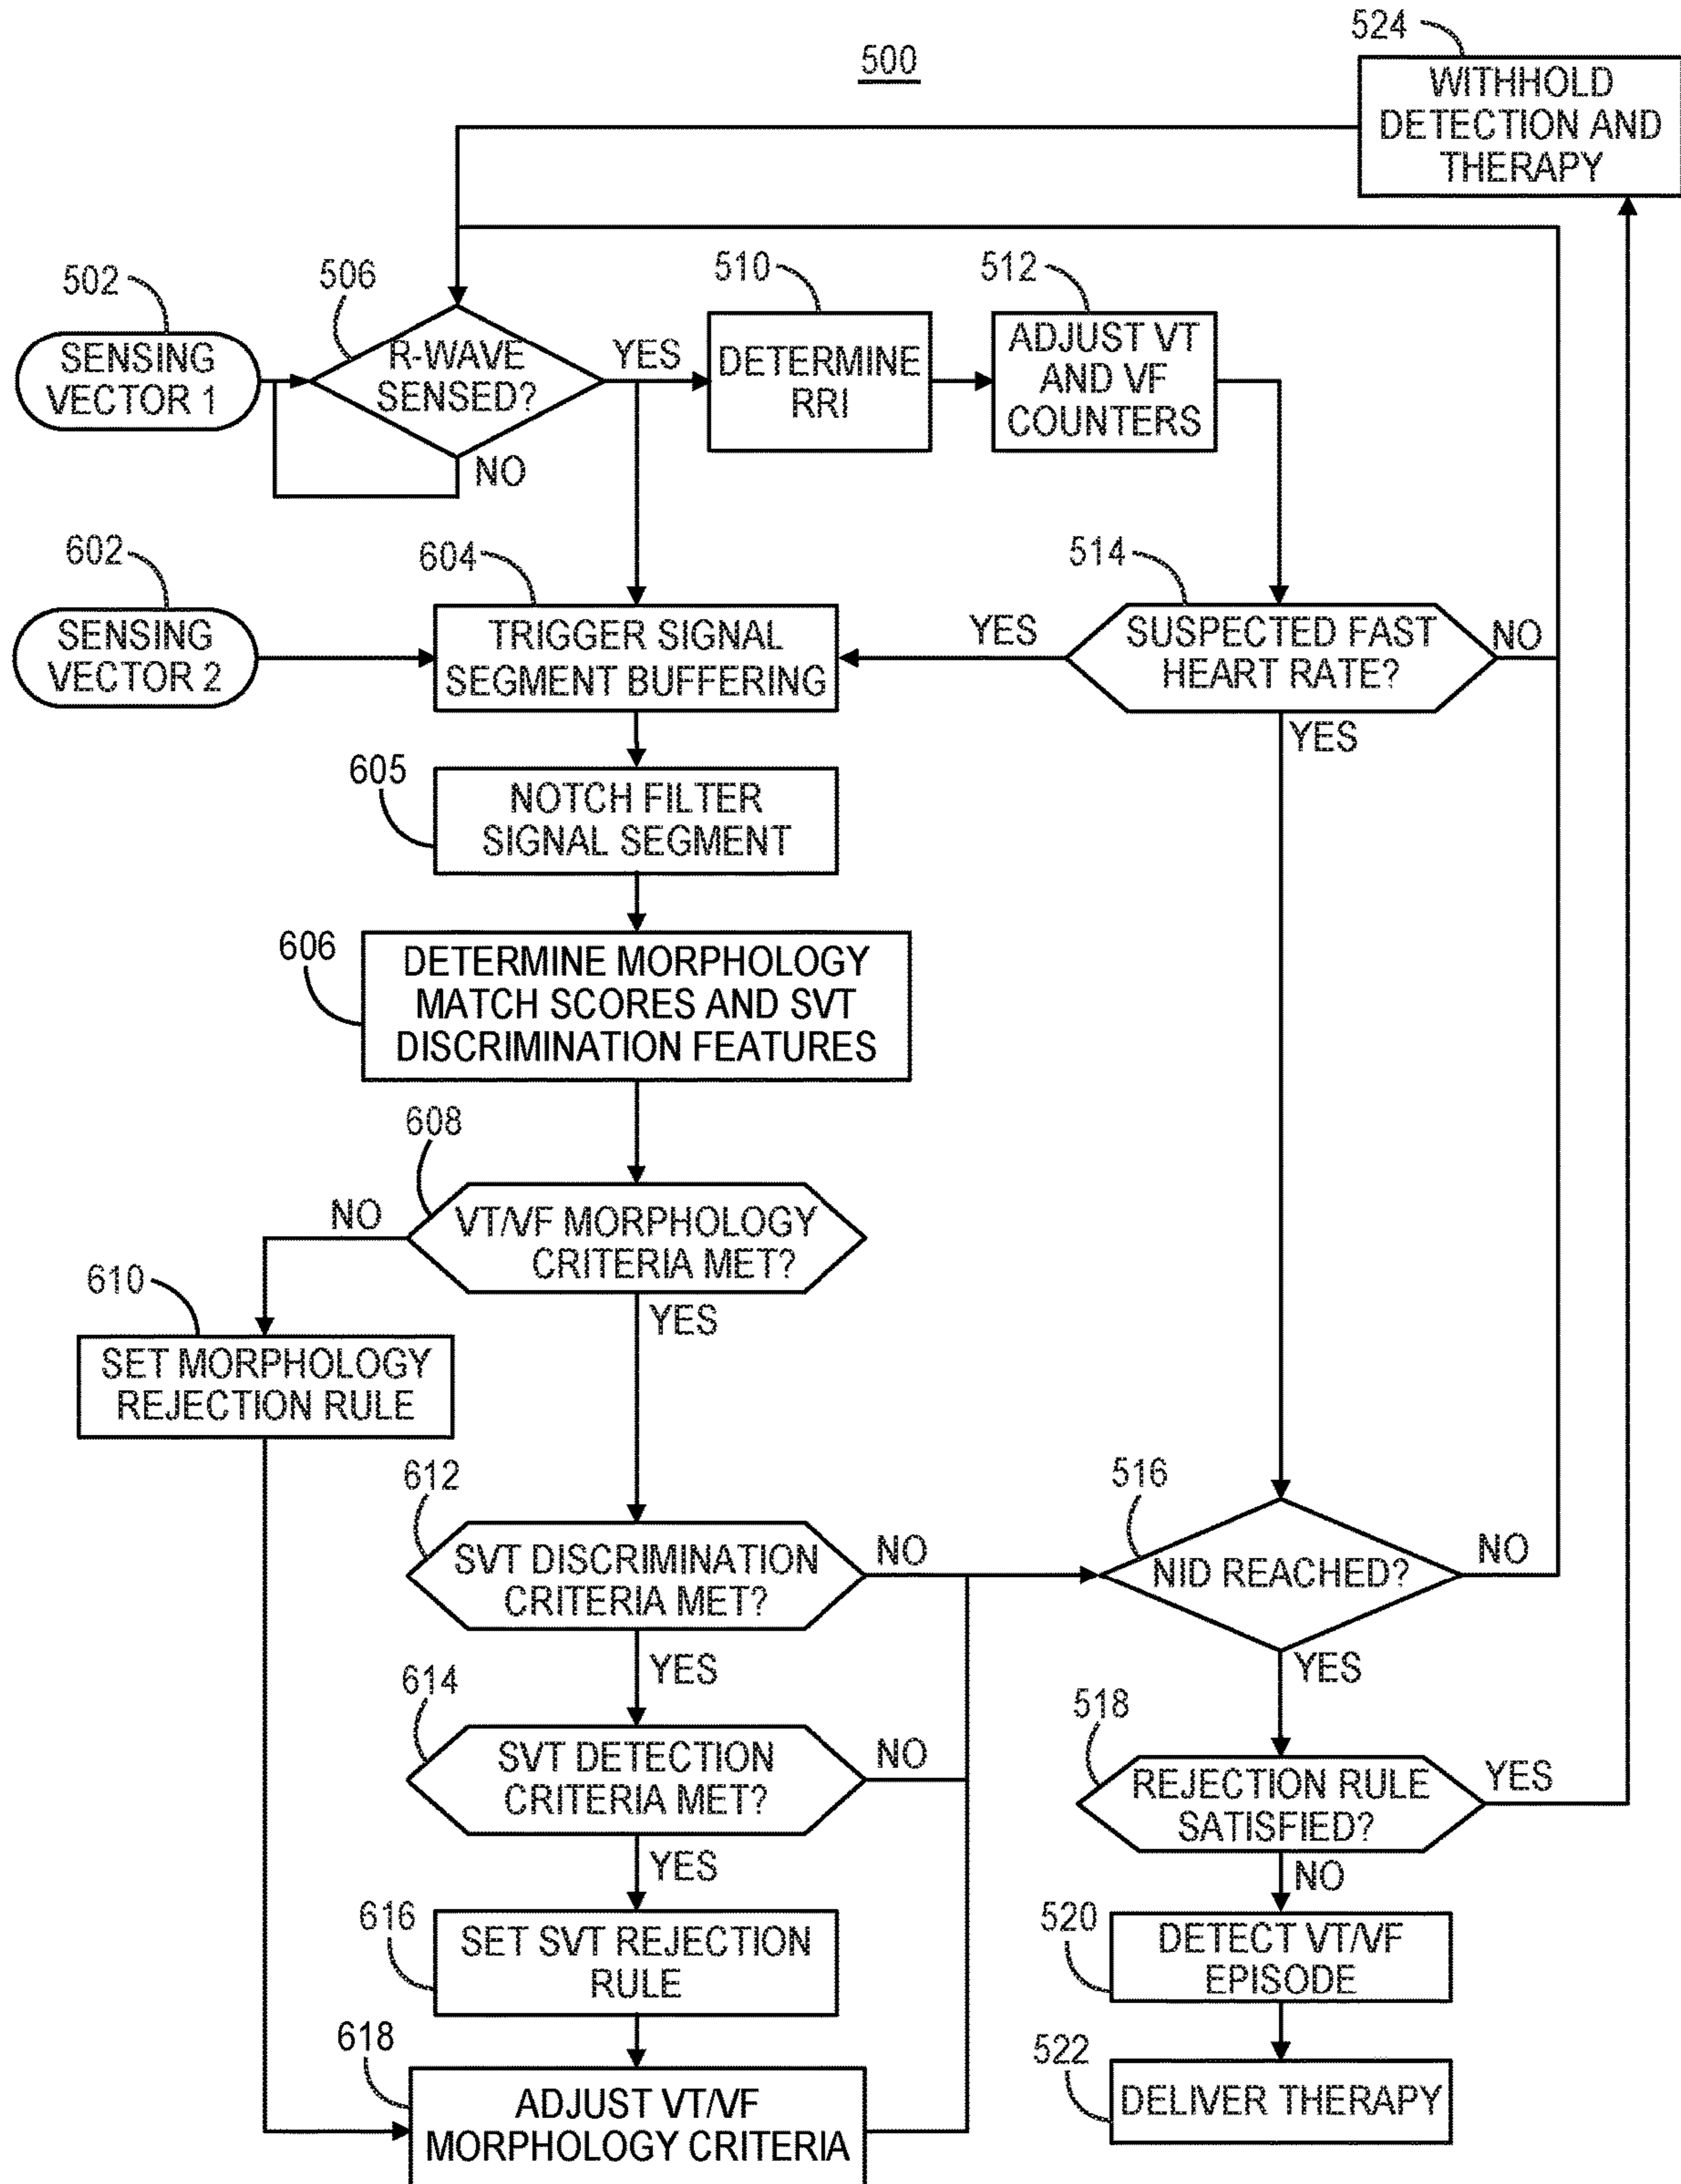 524
500
WITHHOLD
DETECTION AND
THERAPY
502
506
510
512
SENSING
VECTOR 1
R-WAVE
SENSED?
YES
NO
DETERMINE
RRI
ADJUST VT
AND VF
COUNTERS
602
604
514
SENSING
VECTOR 2
TRIGGER SIGNAL
SEGMENT BUFFERING
YES
SUSPECTED FAST
HEART RATE?
NO
YES
605
NOTCH FILTER
SIGNAL SEGMENT
606
DETERMINE MORPHOLOGY
MATCH SCORES AND SVT
DISCRIMINATION FEATURES
608
NO
VT/VF MORPHOLOGY
CRITERIA MET?
YES
610
SET MORPHOLOGY
REJECTION RULE
612
SVT DISCRIMINATION
CRITERIA MET?
NO
YES
516
NID REACHED?
NO
YES
614
SVT DETECTION
CRITERIA MET?
NO
YES
518
REJECTION RULE
SATISFIED?
YES
NO
616
SET SVT REJECTION
RULE
520
DETECT VT/VF
EPISODE
618
ADJUST VT/VF
MORPHOLOGY CRITERIA
522
DELIVER THERAPY